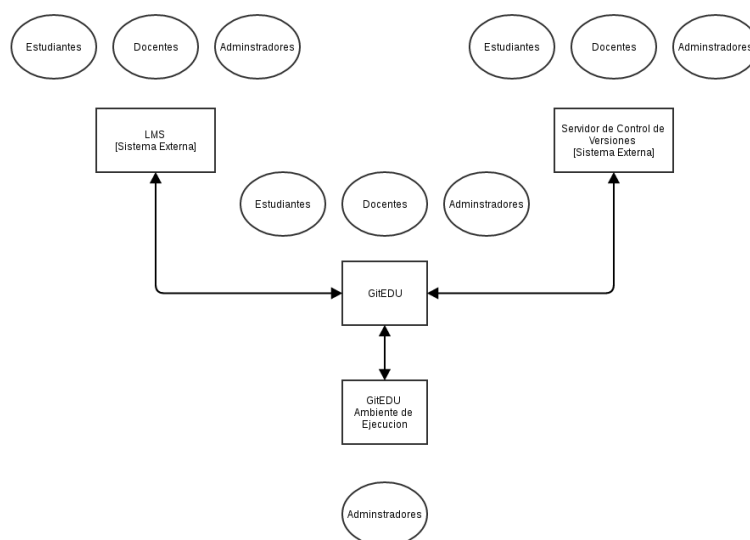 Estudiantes
Docentes
Adminstradores
Estudiantes
Docentes
Adminstradores
LMS
[Sistema Externa]
Servidor de Control de
Versiones
[Sistema Externa]
Estudiantes
Docentes
Adminstradores
GitEDU
GitEDU
Ambiente de
Ejecucion
Adminstradores